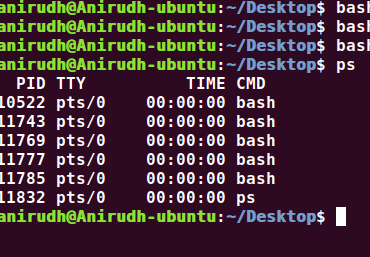 anirudh@Anirudh-ubuntu:~/Desktop$ bash
anirudh@Anirudh-ubuntu:~/Desktop$ bash
anirudh@Anirudh-ubuntu:~/Desktop$ bash
anirudh@Anirudh-ubuntu:~/Desktop$ ps
PID TTY TIME CMD
10522 pts/0 00:00:00 bash
11743 pts/0 00:00:00 bash
11769 pts/0 00:00:00 bash
11777 pts/0 00:00:00 bash
11785 pts/0 00:00:00 bash
11832 pts/0 00:00:00 ps
anirudh@Anirudh-ubuntu:~/Desktop$